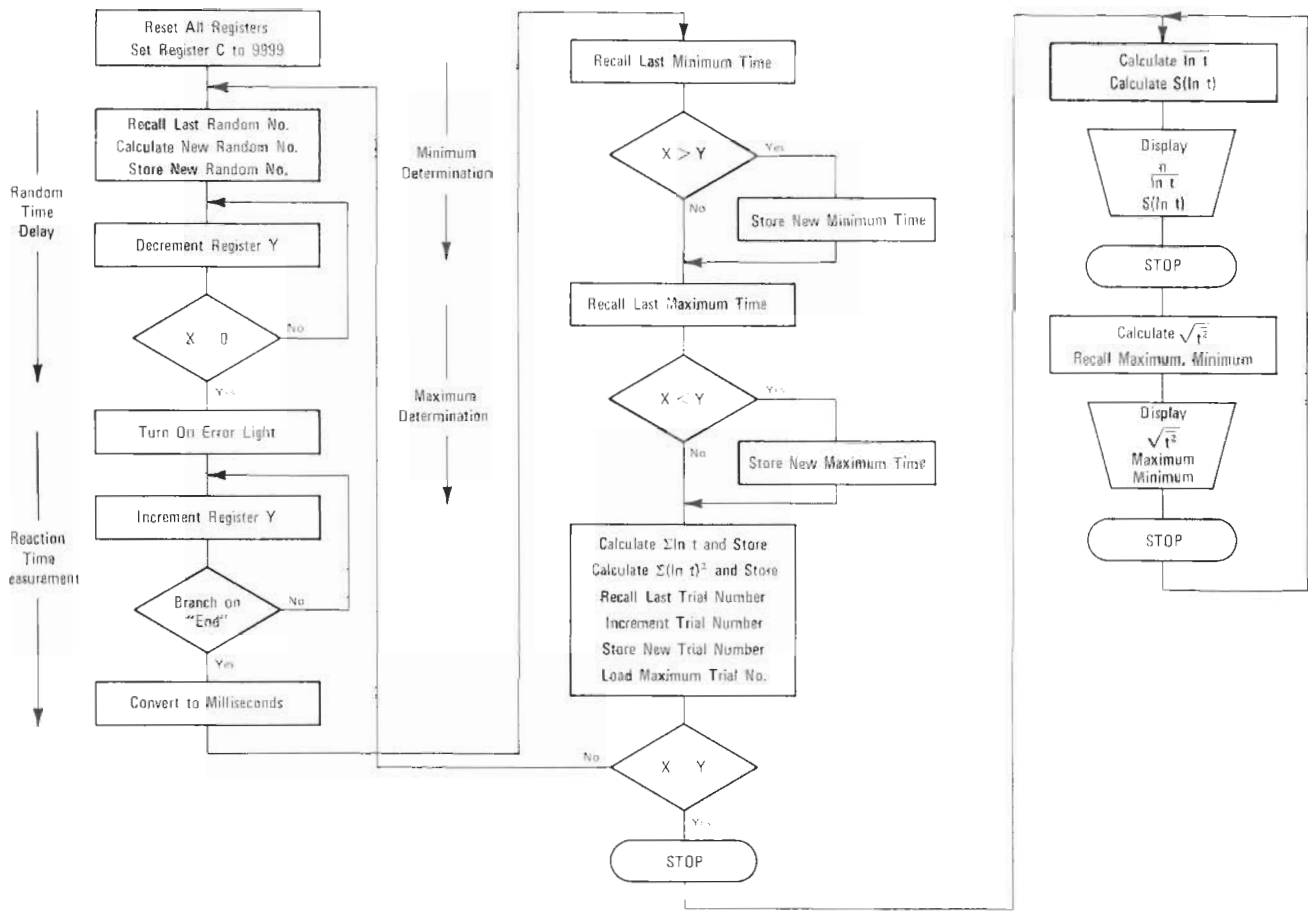 Reset All Registers
Set Register C to 9999
Recall Last Random No.
Calculate New Random No.
Store New Random No.
Random
Time
Delay
Decrement Register Y
X 0
No
Yes
Turn On Error Light
Increment Register Y
Reaction
Time
easurement
Branch on
"End"
No
Yes
Convert to Milliseconds
Minimum
Determination
Maximum
Determination
Recall Last Minimum Time
X > Y
Yes
No
Store New Minimum Time
Recall Last Maximum Time
X < Y
Yes
No
Store New Maximum Time
Calculate Σln t and Store
Calculate Σ(ln t)² and Store
Recall Last Trial Number
Increment Trial Number
Store New Trial Number
Load Maximum Trial No.
X Y
No
Yes
STOP
Calculate \overline{ln t}
Calculate S(ln t)
Display
n
\overline{ln t}
S(ln t)
STOP
Calculate √\overline{t²}
Recall Maximum, Minimum
Display
√\overline{t²}
Maximum
Minimum
STOP